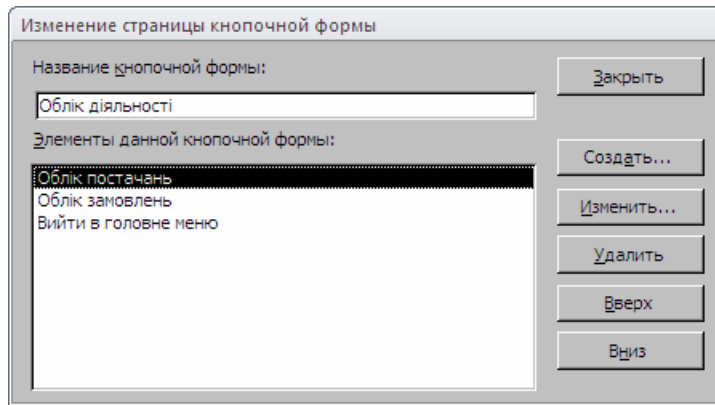 Изменение страницы кнопочной формы
Название кнопочной формы:
Закрыть
Облік діяльності
Элементы данной кнопочной формы:
Создать...
Облік постачань
Облік замовлень
Изменить...
Вийти в головне меню
Удалить
Вверх
Вниз